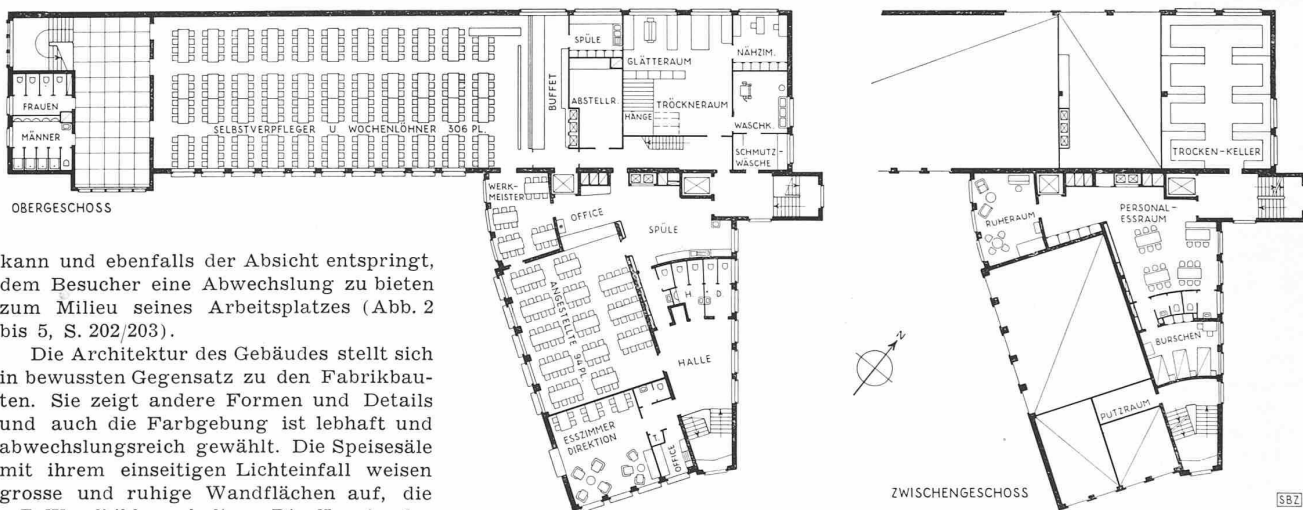 SPÜLE
NÄHZIM.
GLÄTTERAUM
BUFFET
ABSTELLR.
HÄNGE
TRÖCKNERAUM
WASCHK.
SCHMUTZ-
WÄSCHE
FRAUEN
MÄNNER
SELBSTVERPFLEGER U WOCHENLÖHNER 306 PL.
OBERGESCHOSS
WERK-
MEISTER
OFFICE
SPÜLE
ANGESTELLTE 94 PL.
H.
D.
HALLE
ESSZIMMER
DIREKTION
T.
OFFICE
TROCKEN-KELLER
RUHERAUM
PERSONAL-
ESSRAUM
BURSCHEN
PUTZRAUM
N
ZWISCHENGESCHOSS
SBZ
kann und ebenfalls der Absicht entspringt,
dem Besucher eine Abwechslung zu bieten
zum Milieu seines Arbeitsplatzes (Abb. 2
bis 5, S. 202/203).
Die Architektur des Gebäudes stellt sich
in bewussten Gegensatz zu den Fabrikbau-
ten. Sie zeigt andere Formen und Details
und auch die Farbgebung ist lebhaft und
abwechslungsreich gewählt. Die Speisesäle
mit ihrem einseitigen Lichteinfall weisen
grosse und ruhige Wandflächen auf, die